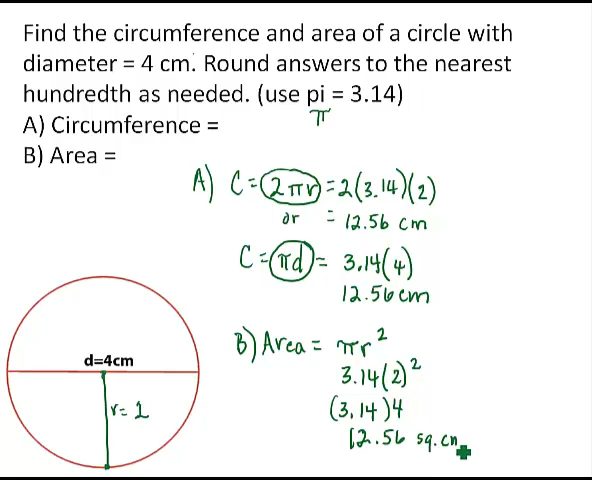 Find the circumference and area of a circle with
diameter = 4 cm. Round answers to the nearest
hundredth as needed. (use pi = 3.14)
π
A) Circumference =
B) Area =
A) C = 2πr = 2(3.14)(2)
or = 12.56 cm
C = πd = 3.14(4)
12.56 cm
B) Area = πr²
3.14(2)²
(3.14)4
12.56 sq.cm
d=4cm
r= 2